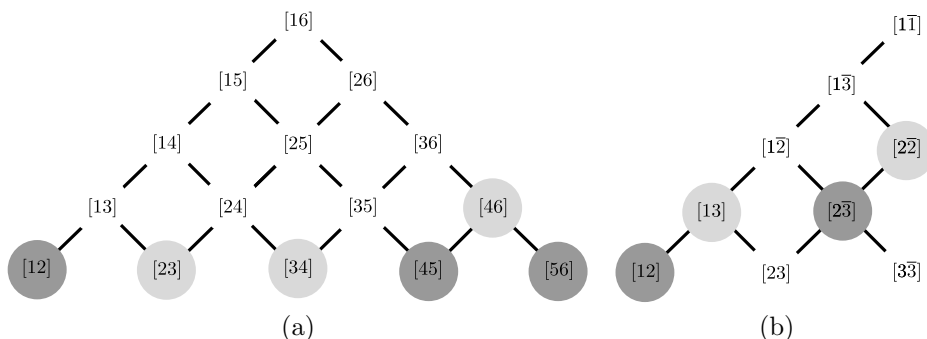 [16]
[15] [26]
[14] [25] [36]
[13] [24] [35] [46]
[12] [23] [34] [45] [56]
(a)
[11̅]
[13̅]
[12̅] [22̅]
[13] [23̅]
[12] [23] [33̅]
(b)